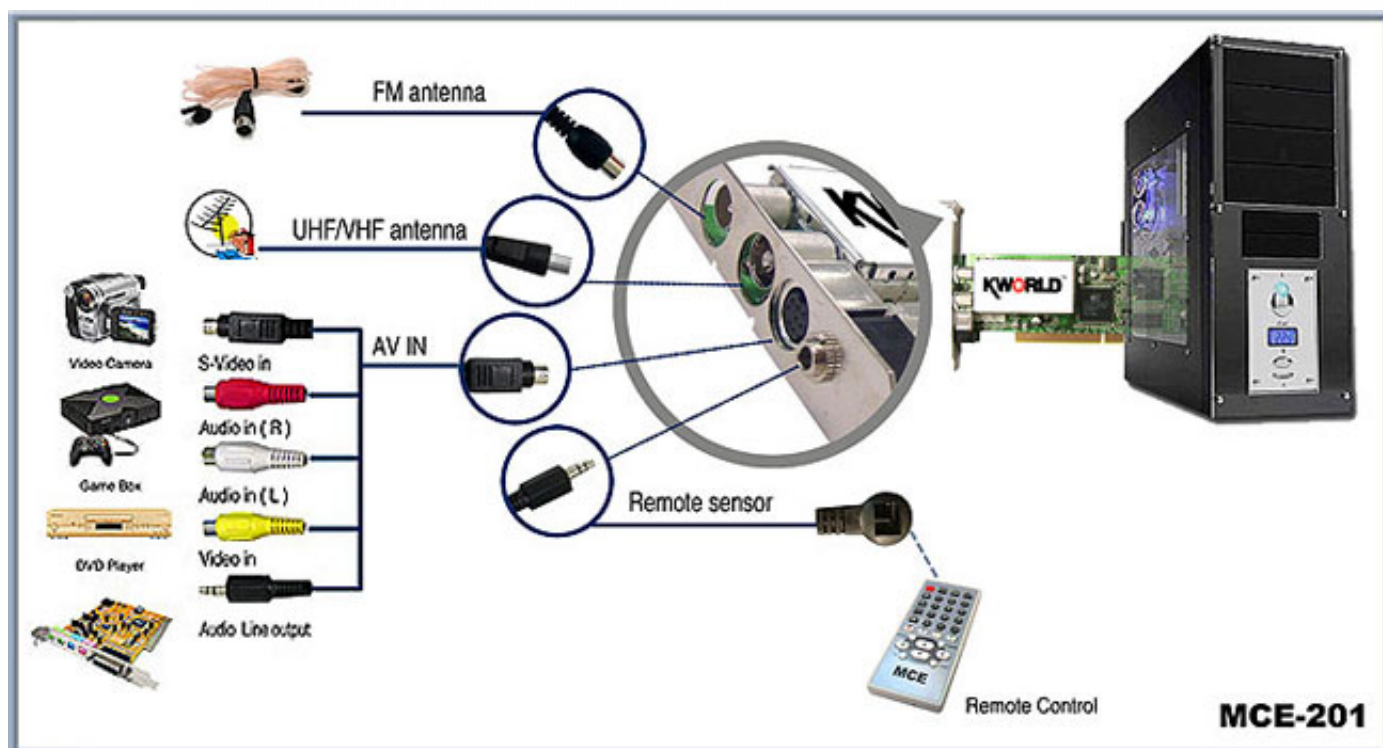 FM antenna
UHF/VHF antenna
Video Camera
S-Video in
AV IN
Audio in ( R )
Game Box
Audio in ( L )
DVD Player
Video in
Audio Line output
Remote sensor
KWORLD™
MCE
Remote Control
MCE-201